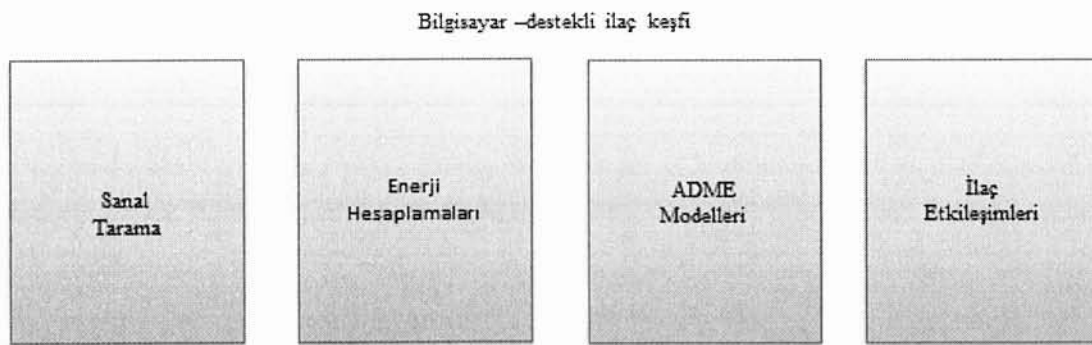 Bilgisayar –destekli ilaç keşfi
Sanal
Tarama
Enerji
Hesaplamaları
ADME
Modelleri
İlaç
Etkileşimleri